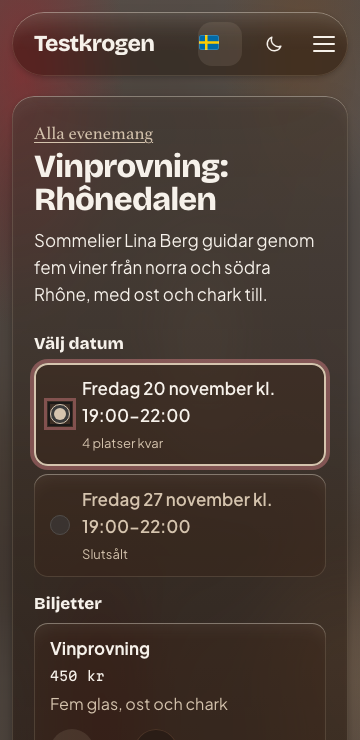 Testkrogen
Alla evenemang
Vinprovning:
Rhônedalen
Sommelier Lina Berg guidar genom
fem viner från norra och södra
Rhône, med ost och chark till.
Välj datum
Fredag 20 november kl.
19:00–22:00
4 platser kvar
Fredag 27 november kl.
19:00–22:00
Slutsålt
Biljetter
Vinprovning
450 kr
Fem glas, ost och chark